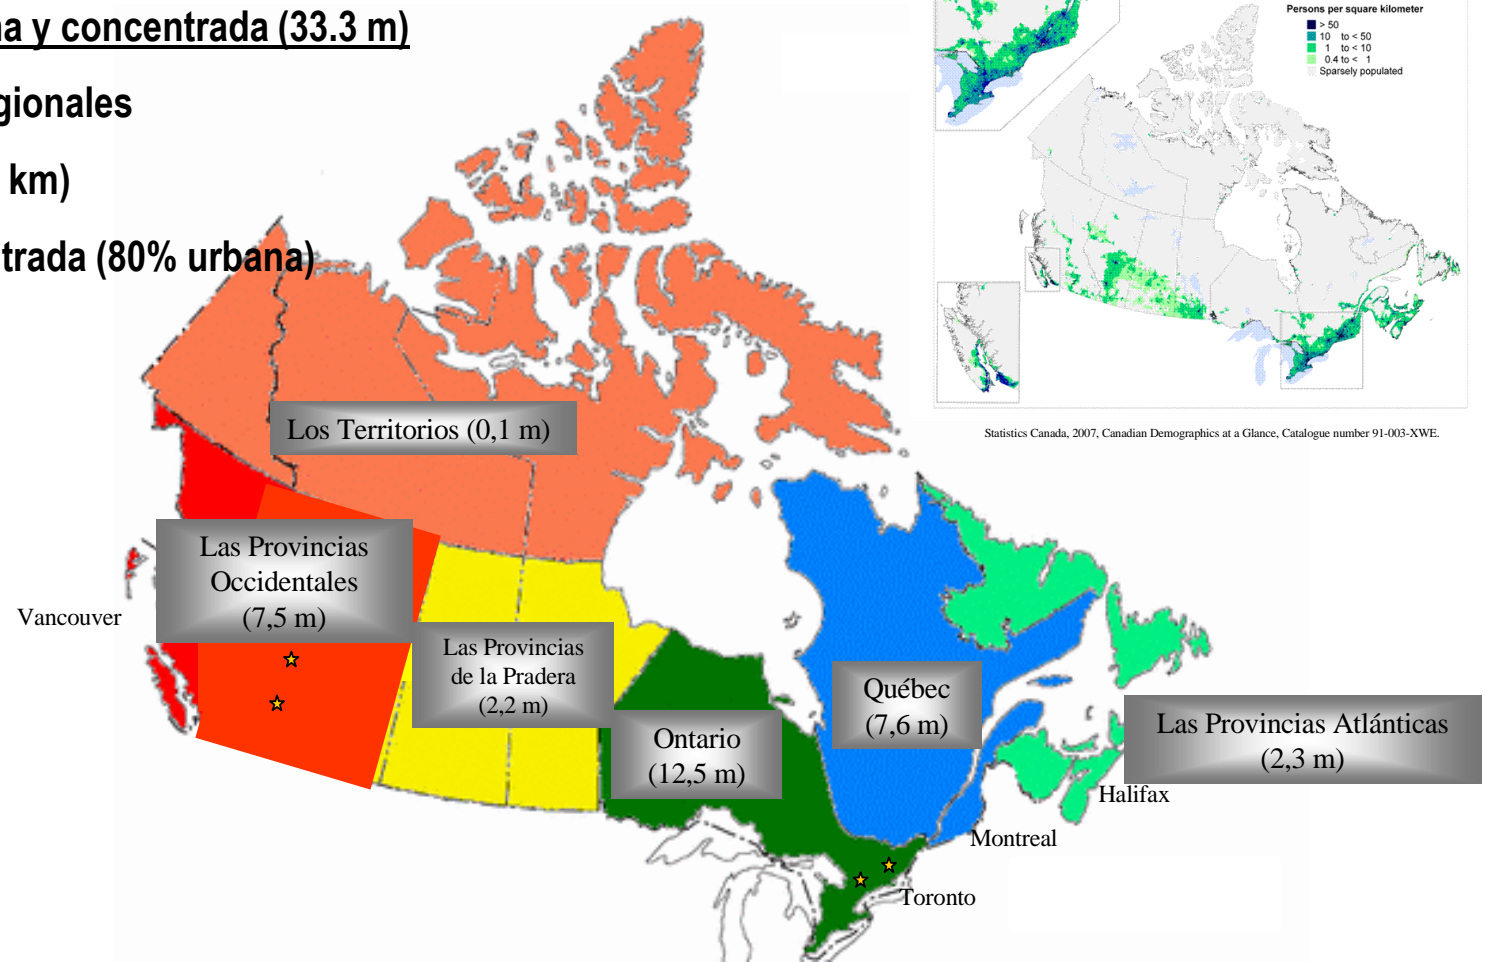 na y concentrada (33.3 m)
gionales
km)
trada (80% urbana)
Persons per square kilometer
> 50
10 to < 50
1 to < 10
0.4 to < 1
Sparsely populated
Statistics Canada, 2007, Canadian Demographics at a Glance, Catalogue number 91-003-XWE.
Los Territorios (0,1 m)
Las Provincias
Occidentales
(7,5 m)
Vancouver
Las Provincias
de la Pradera
(2,2 m)
Ontario
(12,5 m)
Québec
(7,6 m)
Las Provincias Atlánticas
(2,3 m)
Halifax
Montreal
Toronto